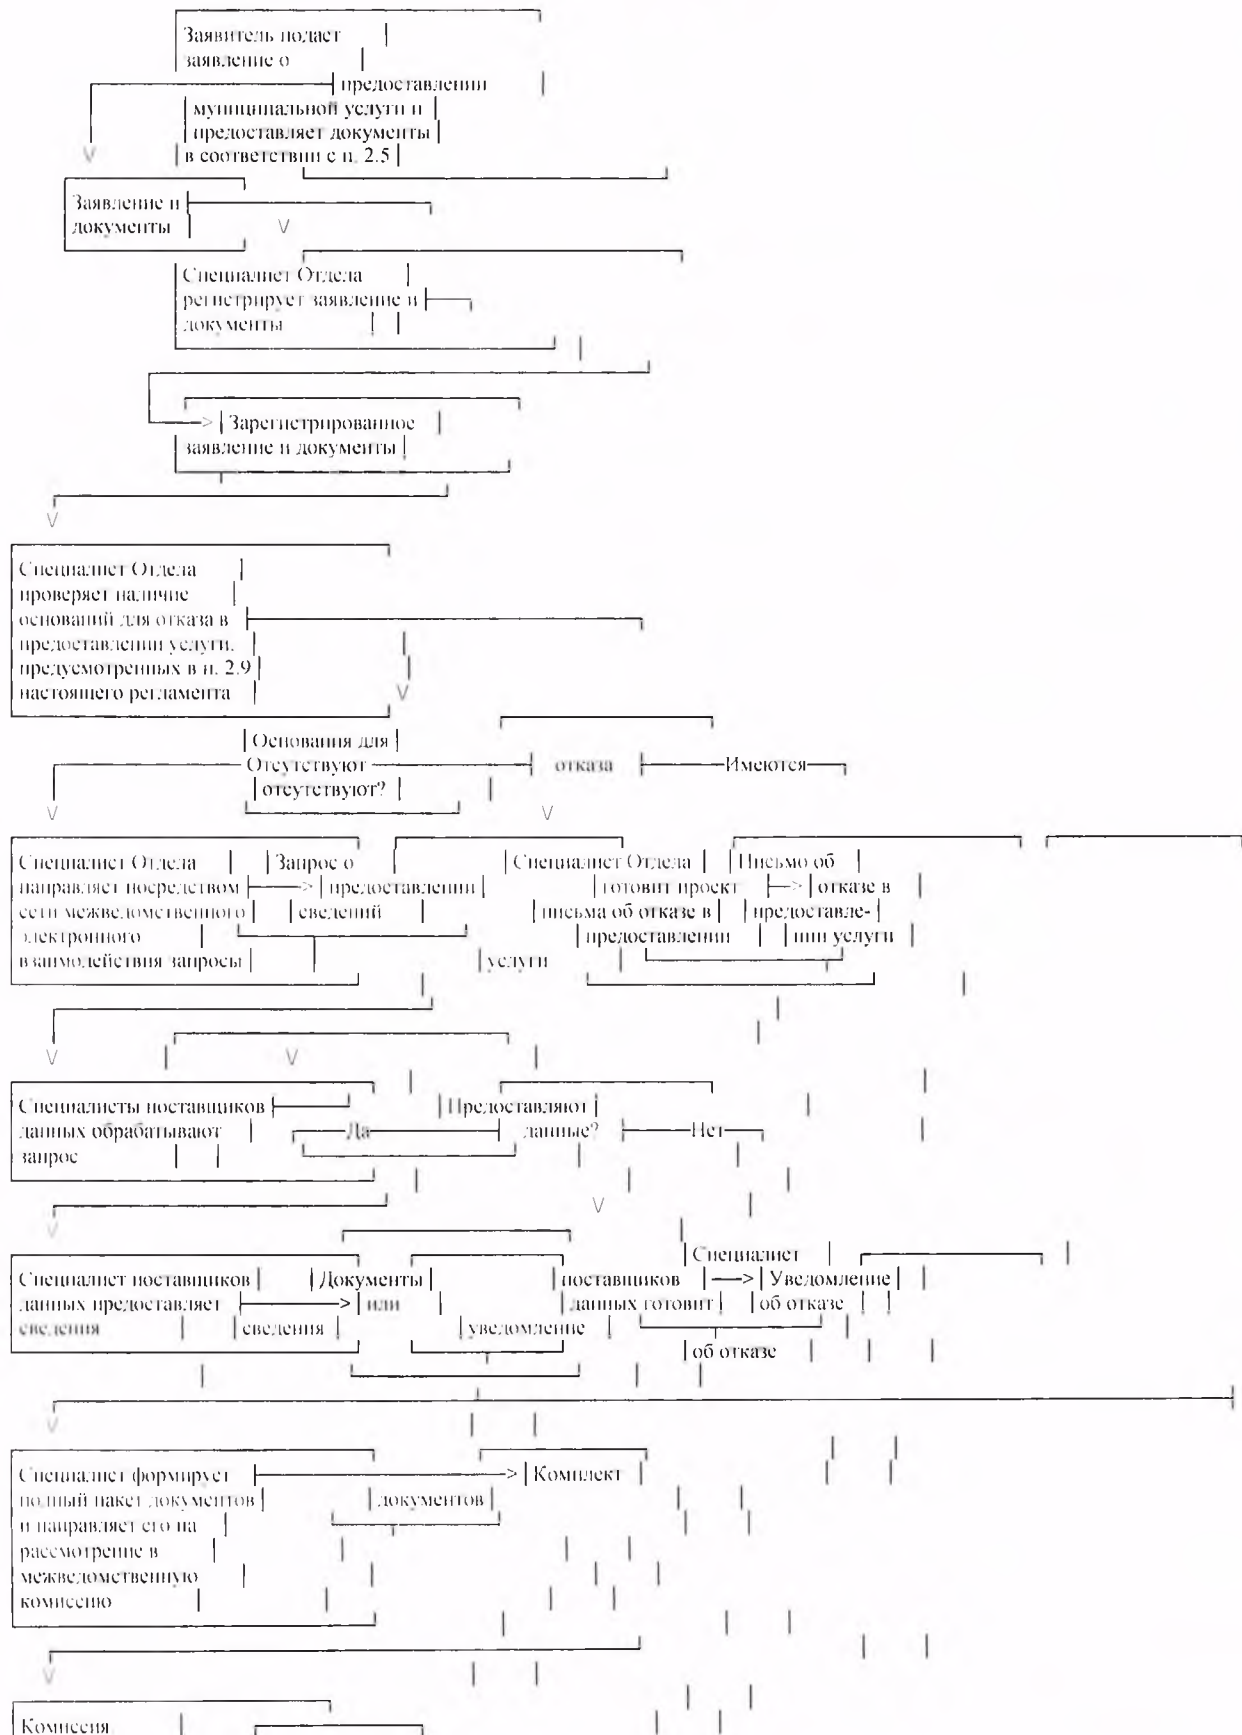 Заявитель подает
заявление о
предоставлении
муниципальной услуги и
предоставляет документы
в соответствии с п. 2.5
Заявление и
документы
Специалист Отдела
регистрирует заявление и
документы
Зарегистрированное
заявление и документы
Специалист Отдела
проверяет наличие
оснований для отказа в
предоставлении услуги,
предусмотренных в п. 2.9
настоящего регламента
Основания для
Отсутствуют отказа Имеются
отсутствуют?
Специалист Отдела Запрос о Специалист Отдела Письмо об
направляет посредством предоставлении готовит проект отказе в
сети межведомственного сведений письма об отказе в предоставле-
электронного предоставлении нии услуги
взаимодействия запросы услуги
Специалисты поставщиков Предоставляют
данных обрабатывают Да данные? Нет
запрос
Специалист
Специалист поставщиков Документы поставщиков Уведомление
данных предоставляет или данных готовит об отказе
сведения сведения уведомление
об отказе
Специалист формирует Комплект
полный пакет документов документов
и направляет его на
рассмотрение в
межведомственную
комиссию
Комиссия